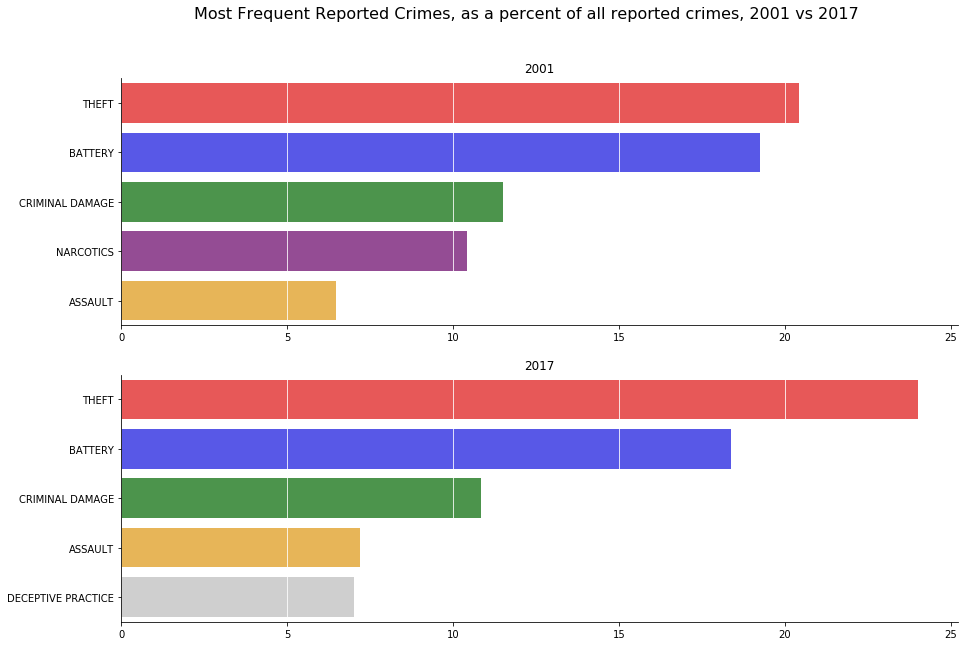 Most Frequent Reported Crimes, as a percent of all reported crimes, 2001 vs 2017
2001
THEFT
BATTERY
CRIMINAL DAMAGE
NARCOTICS
ASSAULT
0 5 10 15 20 25
2017
THEFT
BATTERY
CRIMINAL DAMAGE
ASSAULT
DECEPTIVE PRACTICE
0 5 10 15 20 25